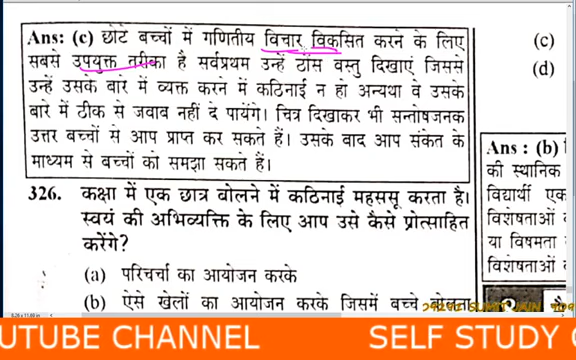 Ans: (c) छोटे बच्चों में गणितीय विचार विकसित करने के लिए
सबसे उपयुक्त तरीका है सर्वप्रथम उन्हें टोंस वस्तु दिखाएं जिससे
उन्हें उसके बारे में व्यक्त करने में कठिनाई न हो अन्यथा वे उसके
बारे में टीक से जवाब नहीं दे पायेंगे। चित्र दिखाकर भी सन्तोषजनक
उत्तर बच्चों से आप प्राप्त कर सकते हैं। उसके बाद आप संकेत के
माध्यम से बच्चों को समझा सकते हैं।
326. कक्षा में एक छात्र बोलने में कठिनाई महससू करता है।
स्वयं की अभिव्यक्ति के लिए आप उसे कैसे प्रोत्साहित
करेंगे?
(a) परिचर्चा का आयोजन करके
(b) ऐसे खेलों का आयोजन करके जिसमें बच्चे बोलना
(c)
(d)
Ans : (b)
की स्थानिक
विद्यार्थी एक
विशेषताओं
या विषमता
विशेषताओं
UTUBE CHANNEL
SELF STUDY